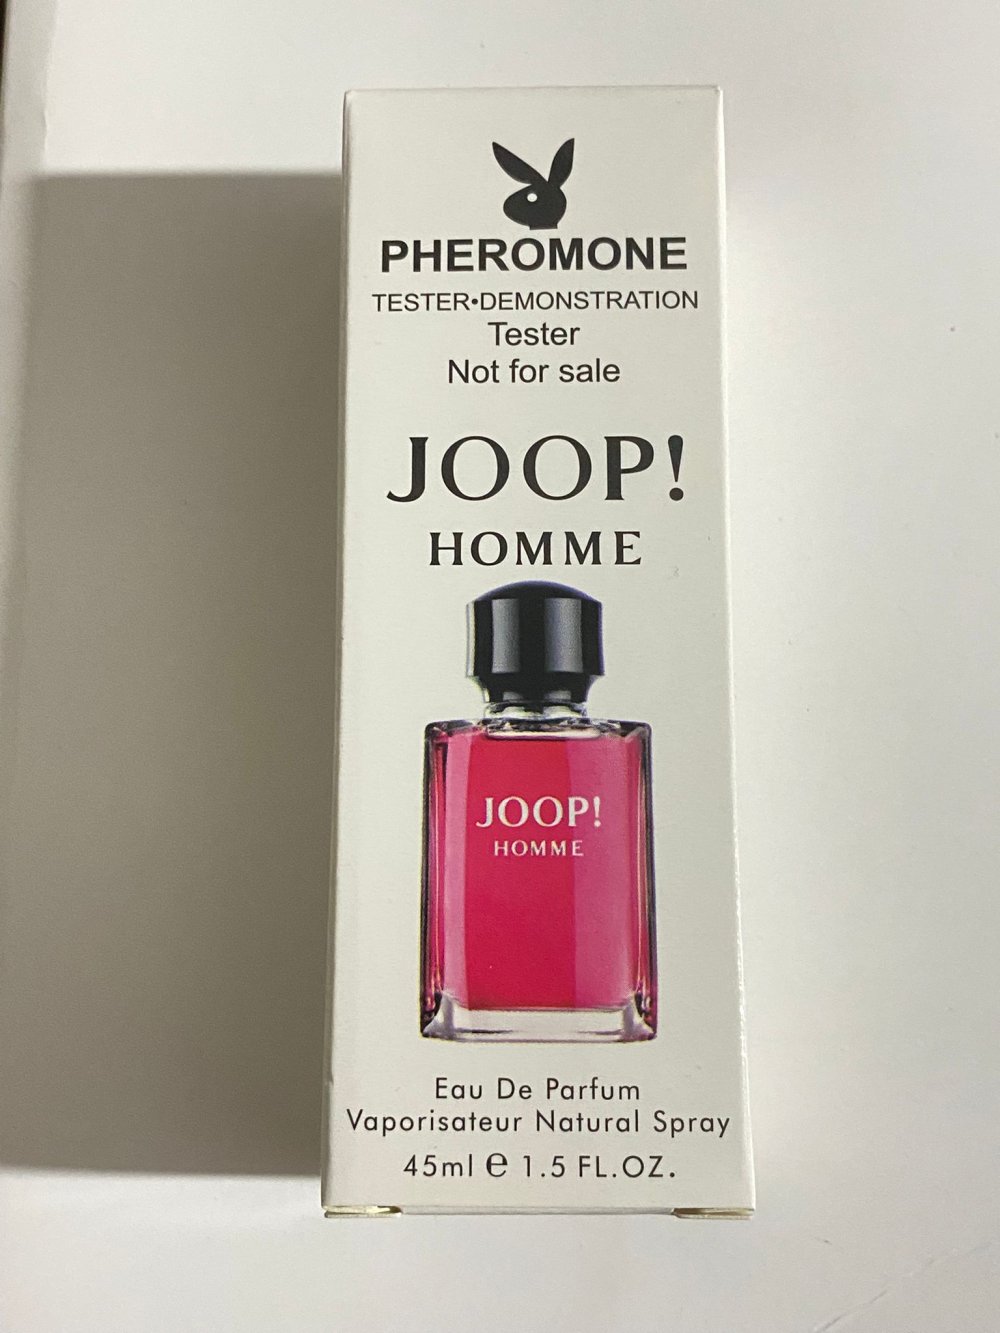 PHEROMONE
TESTER•DEMONSTRATION
Tester
Not for sale
JOOP!
HOMME
JOOP!
HOMME
Eau De Parfum
Vaporisateur Natural Spray
45ml e 1.5 FL.OZ.